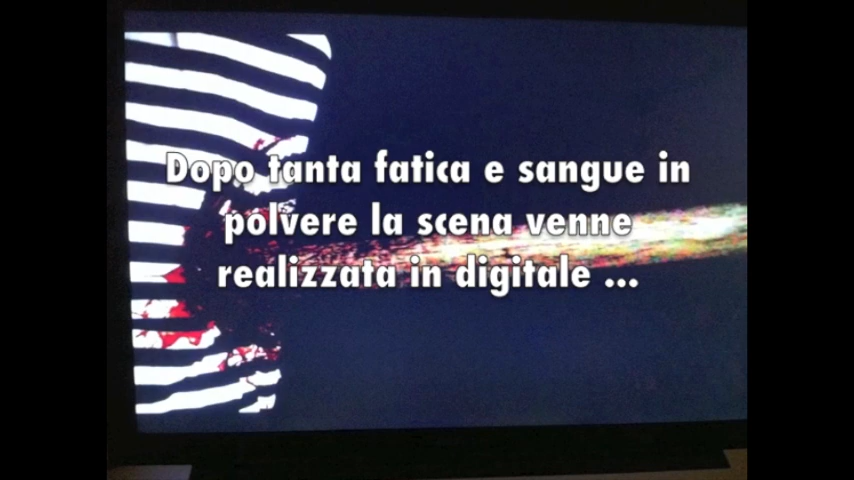 Dopo tanta fatica e sangue in
polvere la scena venne
realizzata in digitale ...